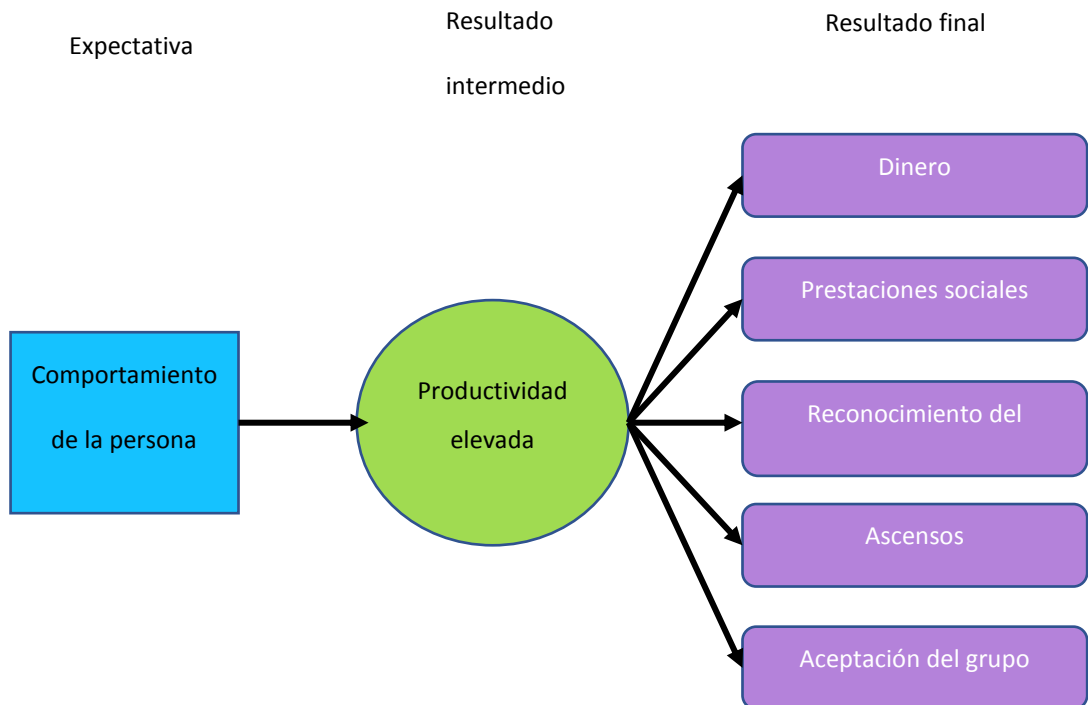 Expectativa
Resultado
intermedio
Resultado final
Comportamiento
de la persona
Productividad
elevada
Dinero
Prestaciones sociales
Reconocimiento del
Ascensos
Aceptación del grupo